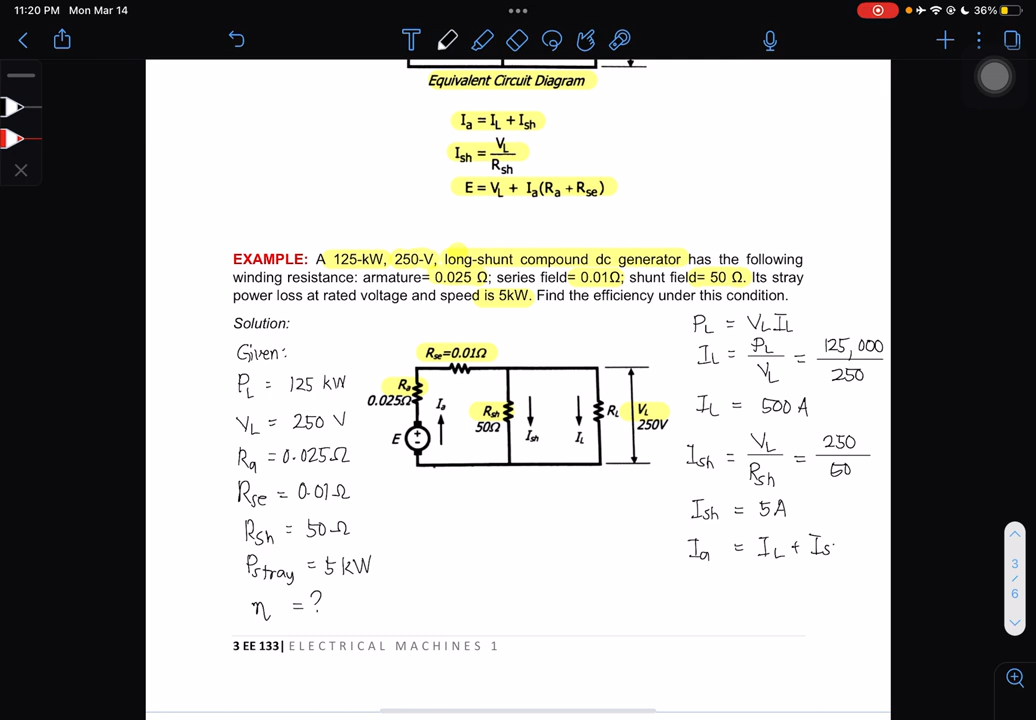 11:20 PM Mon Mar 14
36%
Equivalent Circuit Diagram
Ia = IL + Ish
Ish = VL / Rsh
E = VL + Ia(Ra + Rse)
EXAMPLE: A 125-kW, 250-V, long-shunt compound dc generator has the following
winding resistance: armature= 0.025 Ω; series field= 0.01Ω; shunt field= 50 Ω. Its stray
power loss at rated voltage and speed is 5kW. Find the efficiency under this condition.
Solution:
Given:
PL = 125 kW
VL = 250 V
Ra = 0.025Ω
Rse = 0.01Ω
Rsh = 50Ω
Pstray = 5 kW
η = ?
Rse=0.01Ω
Ra
0.025Ω
Ia
E
Rsh
50Ω
Ish
IL
RL
VL
250V
PL = VL IL
IL = PL / VL = 125,000 / 250
IL = 500 A
Ish = VL / Rsh = 250 / 50
Ish = 5A
Ia = IL + Is
3 EE 133| ELECTRICAL MACHINES 1
3
/
6